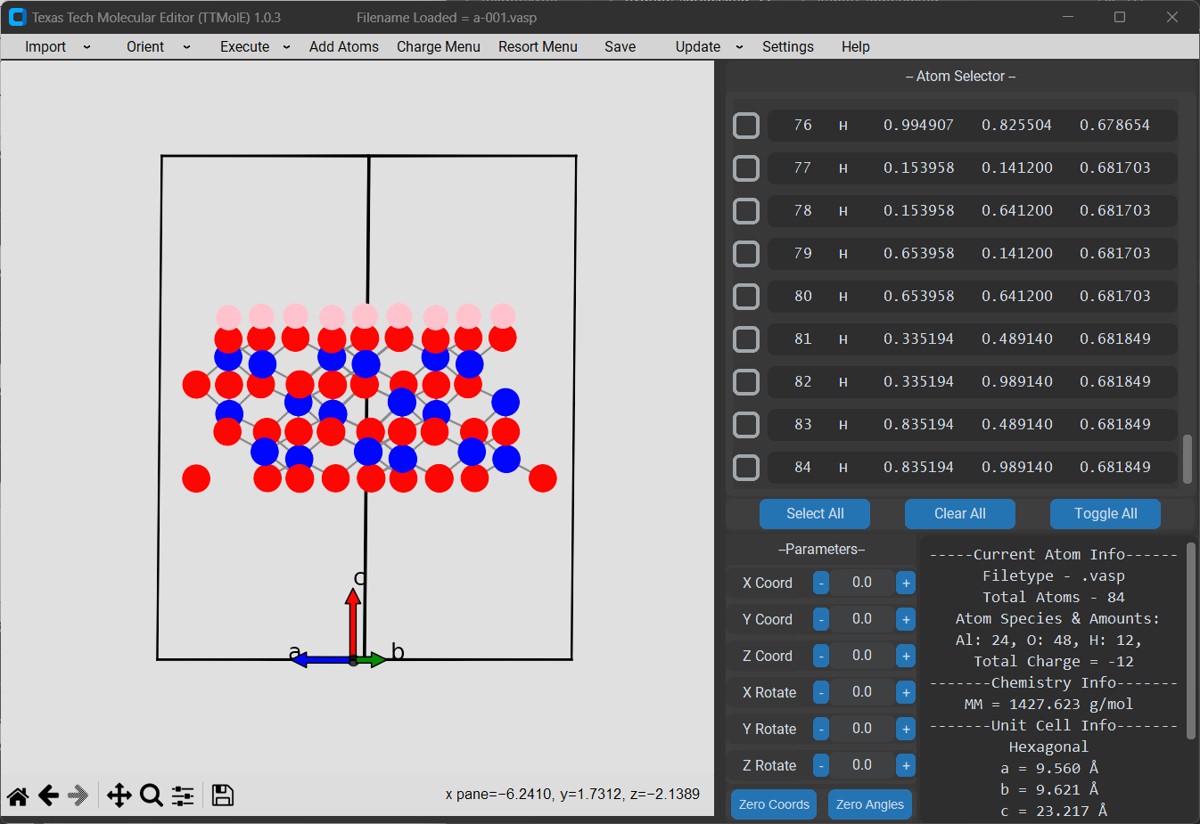 Texas Tech Molecular Editor (TTMolE) 1.0.3 Filename Loaded = a-001.vasp
Import Orient Execute Add Atoms Charge Menu Resort Menu Save Update Settings Help
-- Atom Selector --
76 H 0.994907 0.825504 0.678654
77 H 0.153958 0.141200 0.681703
78 H 0.153958 0.641200 0.681703
79 H 0.653958 0.141200 0.681703
80 H 0.653958 0.641200 0.681703
81 H 0.335194 0.489140 0.681849
82 H 0.335194 0.989140 0.681849
83 H 0.835194 0.489140 0.681849
84 H 0.835194 0.989140 0.681849
Select All Clear All Toggle All
--Parameters--
X Coord - 0.0 +
Y Coord - 0.0 +
Z Coord - 0.0 +
X Rotate - 0.0 +
Y Rotate - 0.0 +
Z Rotate - 0.0 +
Zero Coords Zero Angles
-----Current Atom Info------
Filetype - .vasp
Total Atoms - 84
Atom Species & Amounts:
Al: 24, O: 48, H: 12,
Total Charge = -12
-------Chemistry Info-------
MM = 1427.623 g/mol
-------Unit Cell Info-------
Hexagonal
a = 9.560 Å
b = 9.621 Å
c = 23.217 Å
c
a b
x pane=−6.2410, y=1.7312, z=−2.1389